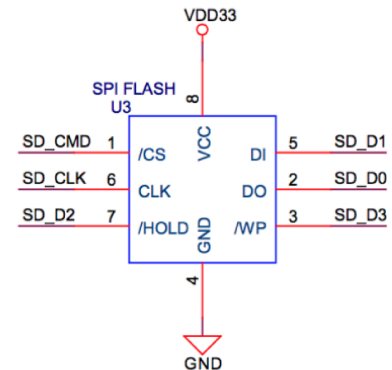 VDD33
SPI FLASH
U3
8
VCC
SD_CMD 1 /CS DI 5 SD_D1
SD_CLK 6 CLK DO 2 SD_D0
SD_D2 7 /HOLD /WP 3 SD_D3
GND
4
GND